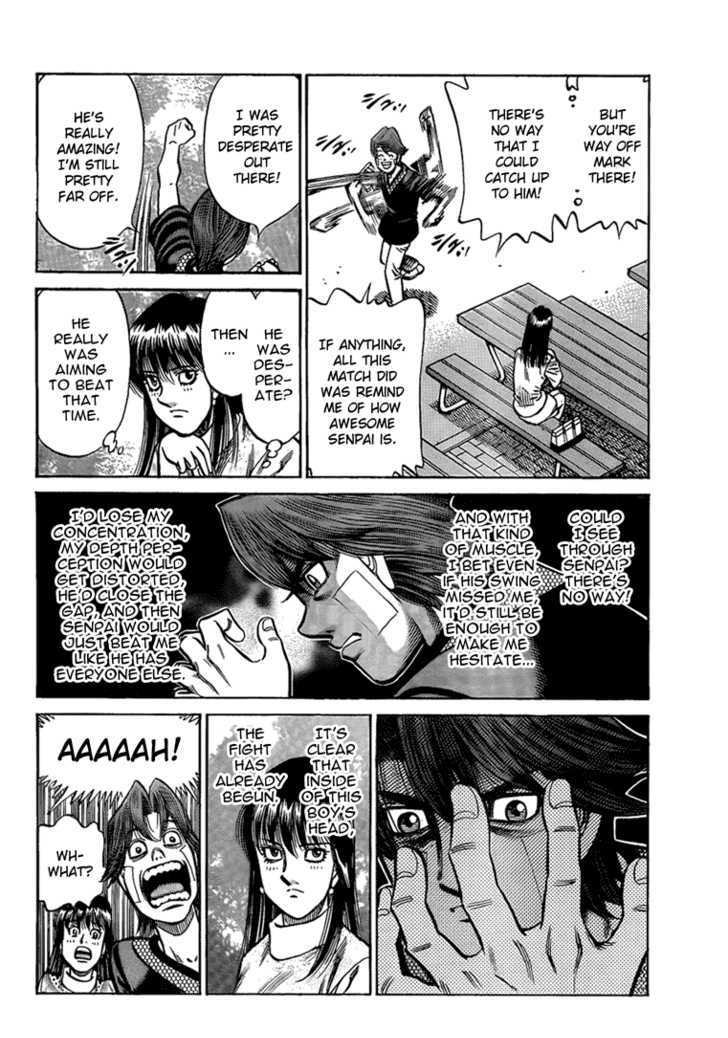 BUT
YOU'RE
WAY OFF
MARK
THERE!
THERE'S
NO WAY
THAT I
COULD
CATCH UP
TO HIM!
IF ANYTHING,
ALL THIS
MATCH DID
WAS REMIND
ME OF HOW
AWESOME
SENPAI IS.
I WAS
PRETTY
DESPERATE
OUT
THERE!
HE'S
REALLY
AMAZING!
I'M STILL
PRETTY
FAR OFF.
HE
WAS
DES-
PER-
ATE?
THEN
...
HE
REALLY
WAS
AIMING
TO BEAT
THAT
TIME.
COULD
I SEE
THROUGH
SENPAI?
THERE'S
NO WAY!
AND WITH
THAT KIND
OF MUSCLE,
I BET EVEN
IF HIS SWING
MISSED ME,
IT'D STILL BE
ENOUGH TO
MAKE ME
HESITATE...
I'D LOSE MY
CONCENTRATION,
MY DEPTH PER-
CEPTION WOULD
GET DISTORTED,
HE'D CLOSE THE
GAP, AND THEN
SENPAI WOULD
JUST BEAT ME
LIKE HE HAS
EVERYONE ELSE.
IT'S
CLEAR
THAT
INSIDE
OF THIS
BOY'S
HEAD,
THE
FIGHT
HAS
ALREADY
BEGUN.
AAAAAH!
WH-
WHAT?